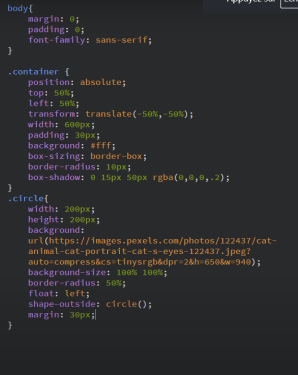 Appuyez sur
body{
margin: 0;
padding: 0;
font-family: sans-serif;
}
.container {
position: absolute;
top: 50%;
left: 50%;
transform: translate(-50%,-50%);
width: 600px;
padding: 30px;
background: #fff;
box-sizing: border-box;
border-radius: 10px;
box-shadow: 0 15px 50px rgba(0,0,0,.2);
}
.circle{
width: 200px;
height: 200px;
background:
url(https://images.pexels.com/photos/122437/cat-
animal-cat-portrait-cat-s-eyes-122437.jpeg?
auto=compress&cs=tinysrgb&dpr=2&h=650&w=940);
background-size: 100% 100%;
border-radius: 50%;
float: left;
shape-outside: circle();
margin: 30px;
}